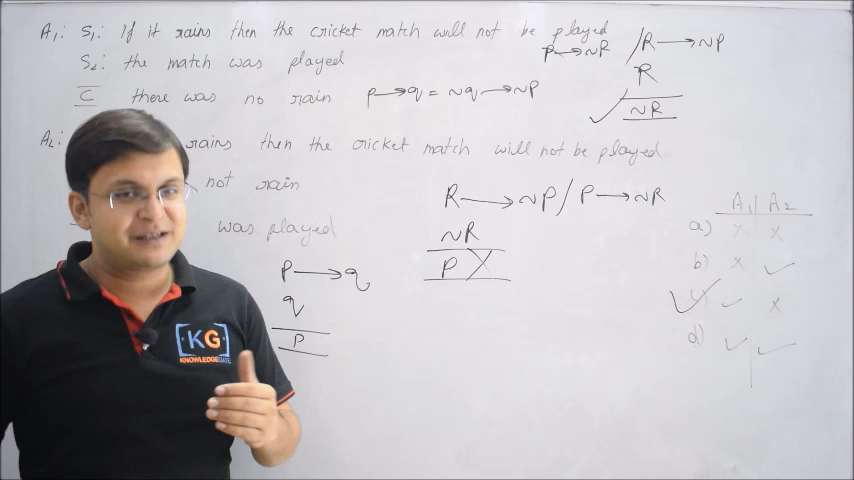 A1: S1: If it rains then the cricket match will not be played
P→~R / R→~P
S2: the match was played
R
C there was no rain p→q = ~q→~P
~R
A2: rains then the cricket match will not be played
not rain
R→~P / P→~R
was played
~R
P
P→q
q
P
A1 A2
a) x x
b) x ✓
c) ✓ x
d) ✓ ✓
KG
KNOWLEDGEGATE